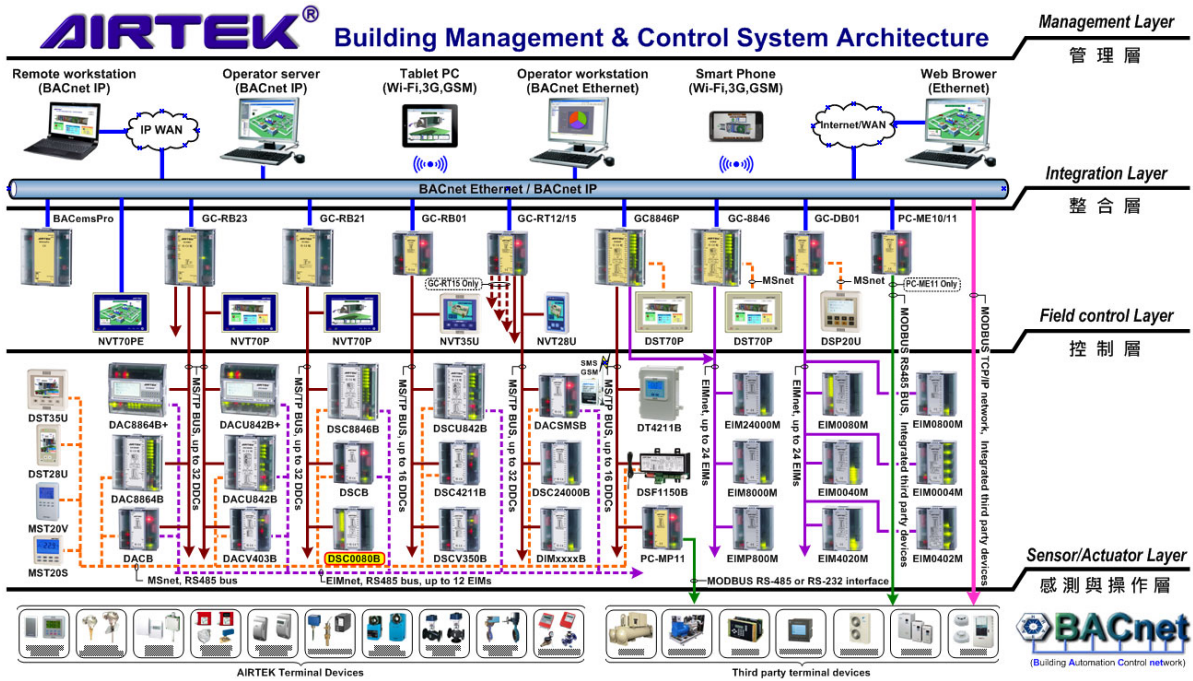 AIRTEK®
Building Management & Control System Architecture
Management Layer
管理層
Remote workstation
(BACnet IP)
Operator server
(BACnet IP)
Tablet PC
(Wi-Fi,3G,GSM)
Operator workstation
(BACnet Ethernet)
Smart Phone
(Wi-Fi,3G,GSM)
Web Brower
(Ethernet)
IP WAN
Internet/WAN
BACnet Ethernet / BACnet IP
Integration Layer
整合層
BACemsPro
GC-RB23
GC-RB21
GC-RB01
GC-RT12/15
GC8846P
GC-8846
GC-DB01
PC-ME10/11
GC-RT15 Only
MSnet
MSnet
PC-ME11 Only
NVT70PE
NVT70P
NVT70P
NVT35U
NVT28U
DST70P
DST70P
DSP20U
Field control Layer
控制層
SMS
GSM
MS/TP BUS, up to 32 DDCs
MS/TP BUS, up to 32 DDCs
MS/TP BUS, up to 16 DDCs
MS/TP BUS, up to 32 DDCs
MS/TP BUS, up to 16 DDCs
EIMnet, up to 24 EIMs
EIMnet, up to 24 EIMs
MODBUS RS485 BUS, Integrated third party devices
MODBUS TCP/IP network, Integrated third party devices
DST35U
DAC8864B+
DACU842B+
DSC8846B
DSCU842B
DACSMSB
DT4211B
EIM24000M
EIM0080M
EIM0800M
DST28U
DAC8864B
DACU842B
DSCB
DSC4211B
DSC24000B
DSF1150B
EIM8000M
EIM0040M
EIM0004M
MST20V
MST20S
DACB
DACV403B
DSC0080B
DSCV350B
DIMxxxxB
PC-MP11
EIMP800M
EIM4020M
EIM0402M
MSnet, RS485 bus
EIMnet, RS485 bus, up to 12 EIMs
MODBUS RS-485 or RS-232 interface
Sensor/Actuator Layer
感測與操作層
AIRTEK Terminal Devices
Third party terminal devices
BACnet
(Building Automation Control network)